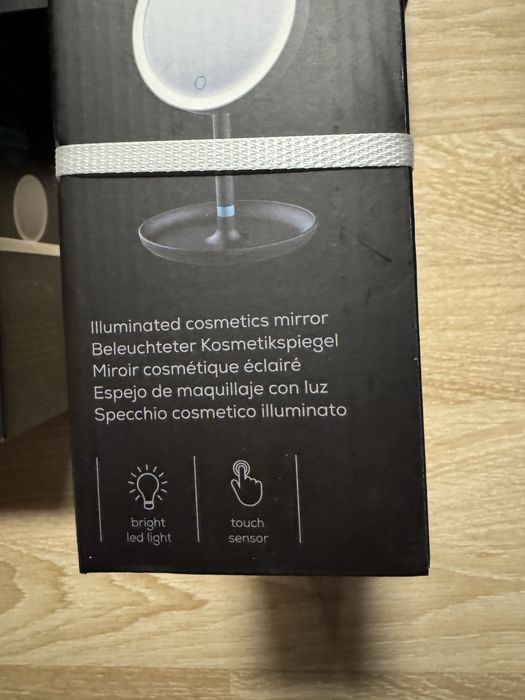 Illuminated cosmetics mirror
Beleuchteter Kosmetikspiegel
Miroir cosmétique éclairé
Espejo de maquillaje con luz
Specchio cosmetico illuminato
bright
led light
touch
sensor